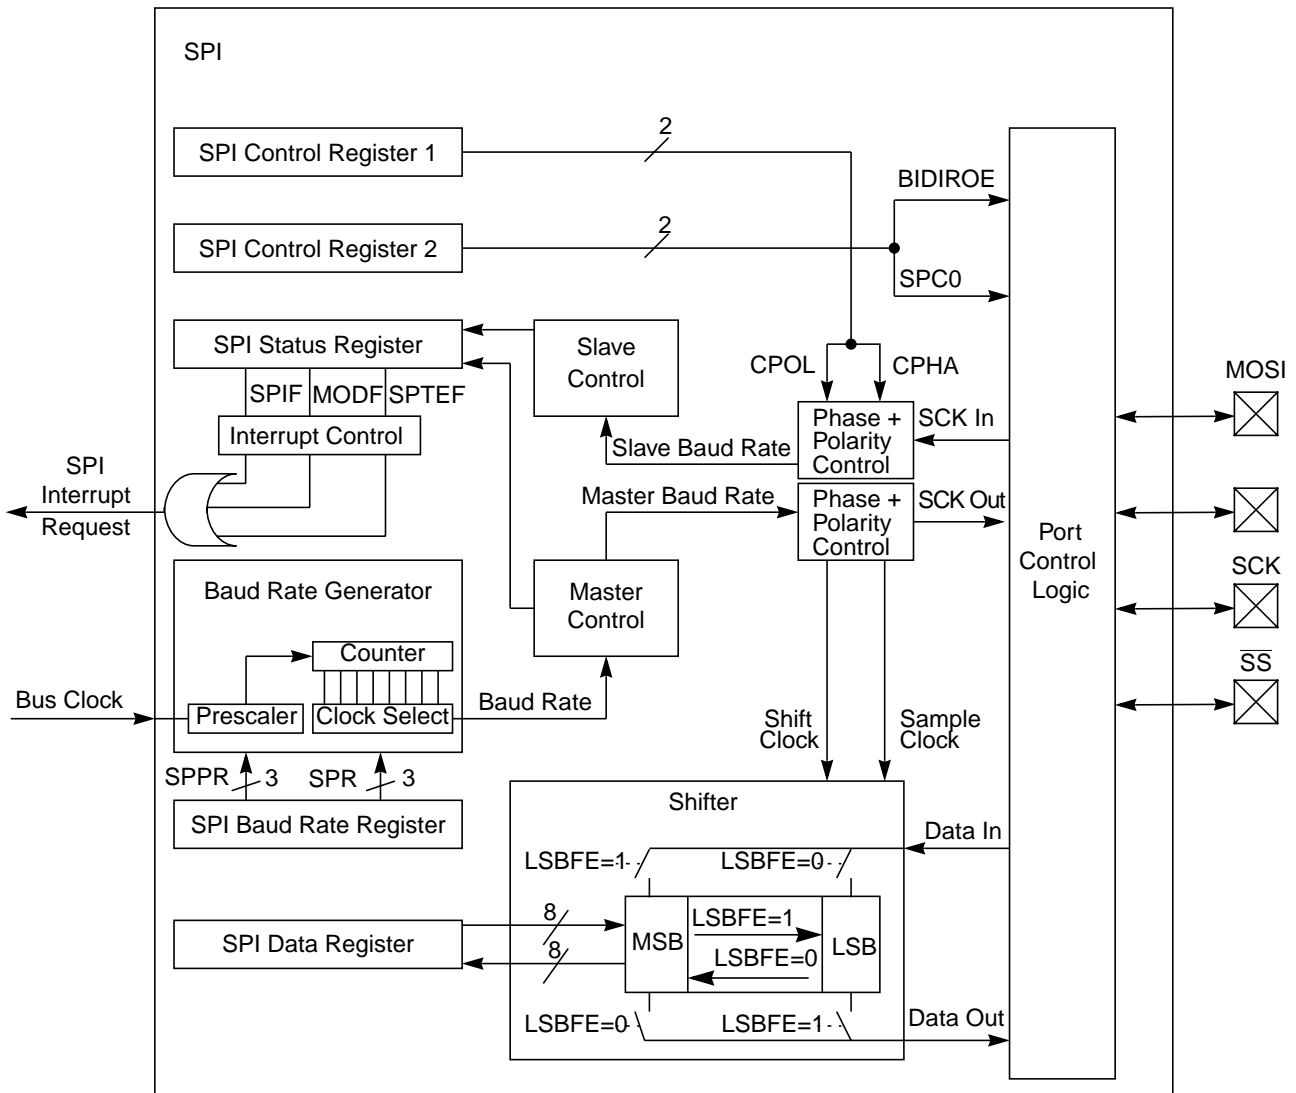 SPI
SPI Control Register 1
2
BIDIROE
SPI Control Register 2
2
SPC0
SPI Status Register
Slave
Control
CPOL
CPHA
SPIF
MODF
SPTEF
Interrupt Control
Phase +
Polarity
Control
SCK In
Slave Baud Rate
SPI
Interrupt
Request
Master Baud Rate
Phase +
Polarity
Control
SCK Out
Port
Control
Logic
MOSI
SCK
SS
Baud Rate Generator
Master
Control
Counter
Bus Clock
Prescaler
Clock Select
Baud Rate
Shift
Clock
Sample
Clock
SPPR
3
SPR
3
SPI Baud Rate Register
Shifter
Data In
LSBFE=1
LSBFE=0
SPI Data Register
8
8
MSB
LSBFE=1
LSBFE=0
LSB
LSBFE=0
LSBFE=1
Data Out